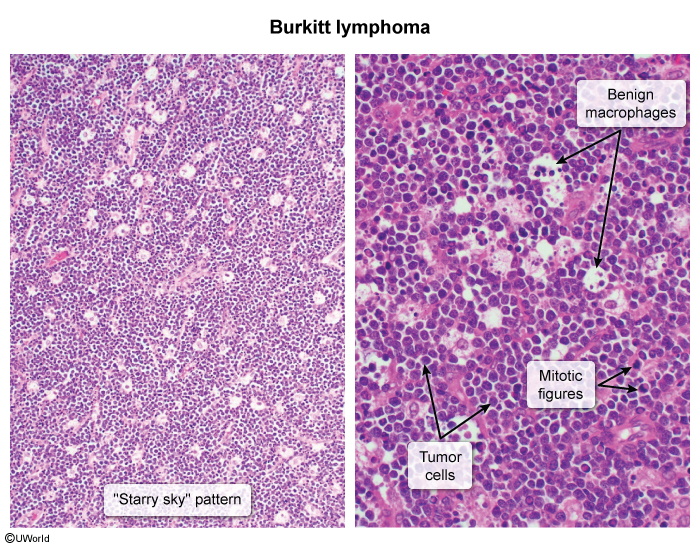 Burkitt lymphoma
Benign
macrophages
Mitotic
figures
Tumor
cells
"Starry sky" pattern
©UWorld